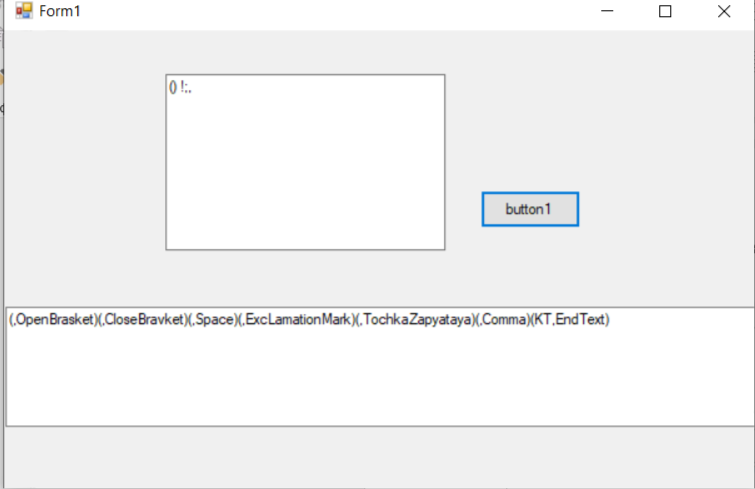 Form1
() !;,
button1
(,OpenBrasket)(,CloseBravket)(,Space)(,ExcLamationMark)(,TochkaZapyataya)(,Comma)(KT,EndText)